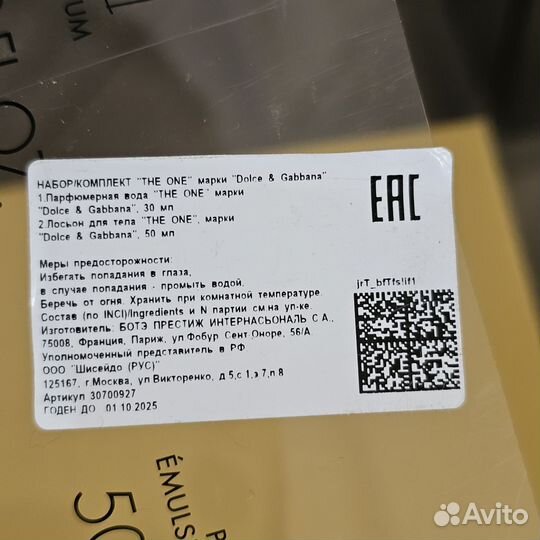 НАБОР/КОМПЛЕКТ "THE ONE" марки "Dolce & Gabbana"
1.Парфюмерная вода "THE ONE" марки
"Dolce & Gabbana", 30 мл
2.Лосьон для тела "THE ONE", марки
"Dolce & Gabbana", 50 мл
Меры предосторожности:
Избегать попадания в глаза,
в случае попадания - промыть водой.
Беречь от огня. Хранить при комнатной температуре.
Состав (по INCI)/Ingredients и N партии см на уп-ке.
Изготовитель: БОТЭ ПРЕСТИЖ ИНТЕРНАСЬОНАЛЬ С А.,
75008, Франция, Париж, ул Фобур Сент Оноре, 56/А.
Уполномоченный представитель в РФ
ООО "Шисейдо (РУС)"
125167, г Москва, ул Викторенко, д 5,с 1,э 7,п 8
Артикул 30700927
ГОДЕН ДО 01.10.2025
EAC
jrT_bfTfs!if1
ÉMULS
50
Avito